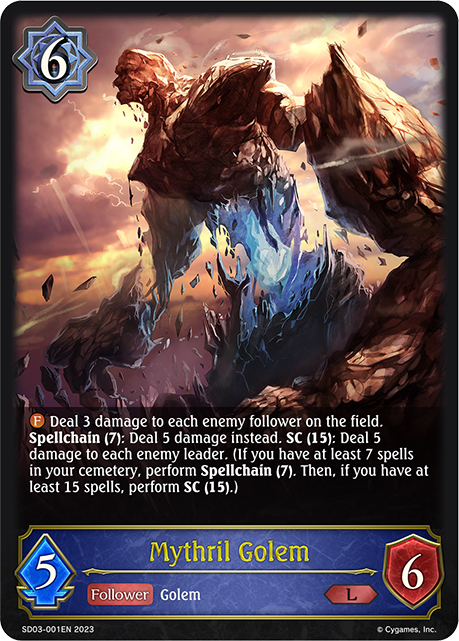 6
F Deal 3 damage to each enemy follower on the field.
Spellchain (7): Deal 5 damage instead. SC (15): Deal 5
damage to each enemy leader. (If you have at least 7 spells
in your cemetery, perform Spellchain (7). Then, if you have at
least 15 spells, perform SC (15).)
Mythril Golem
5
Follower Golem
L
6
SD03-001EN 2023
© Cygames, Inc.